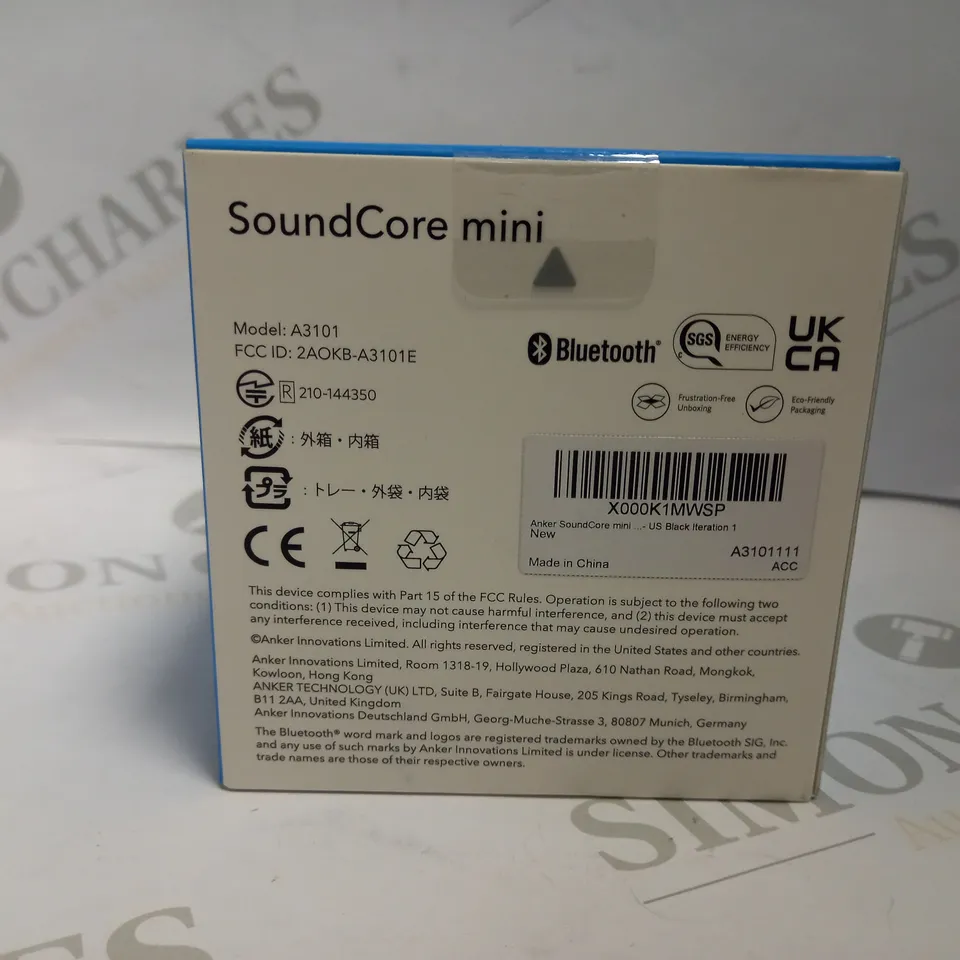 SoundCore mini
Model: A3101
FCC ID: 2AOKB-A3101E
R 210-144350
紙 : 外箱・内箱
プラ : トレー・外袋・内袋
CE
Bluetooth®
SGS ENERGY EFFICIENCY
UK CA
Frustration-Free Unboxing
Eco-Friendly Packaging
X000K1MWSP
Anker SoundCore mini ...- US Black Iteration 1
New
A3101111
Made in China
ACC
This device complies with Part 15 of the FCC Rules. Operation is subject to the following two
conditions: (1) This device may not cause harmful interference, and (2) this device must accept
any interference received, including interference that may cause undesired operation.
©Anker Innovations Limited. All rights reserved, registered in the United States and other countries.
Anker Innovations Limited, Room 1318-19, Hollywood Plaza, 610 Nathan Road, Mongkok,
Kowloon, Hong Kong
ANKER TECHNOLOGY (UK) LTD, Suite B, Fairgate House, 205 Kings Road, Tyseley, Birmingham,
B11 2AA, United Kingdom
Anker Innovations Deutschland GmbH, Georg-Muche-Strasse 3, 80807 Munich, Germany
The Bluetooth® word mark and logos are registered trademarks owned by the Bluetooth SIG, Inc.
and any use of such marks by Anker Innovations Limited is under license. Other trademarks and
trade names are those of their respective owners.
CHARLES
SIMON